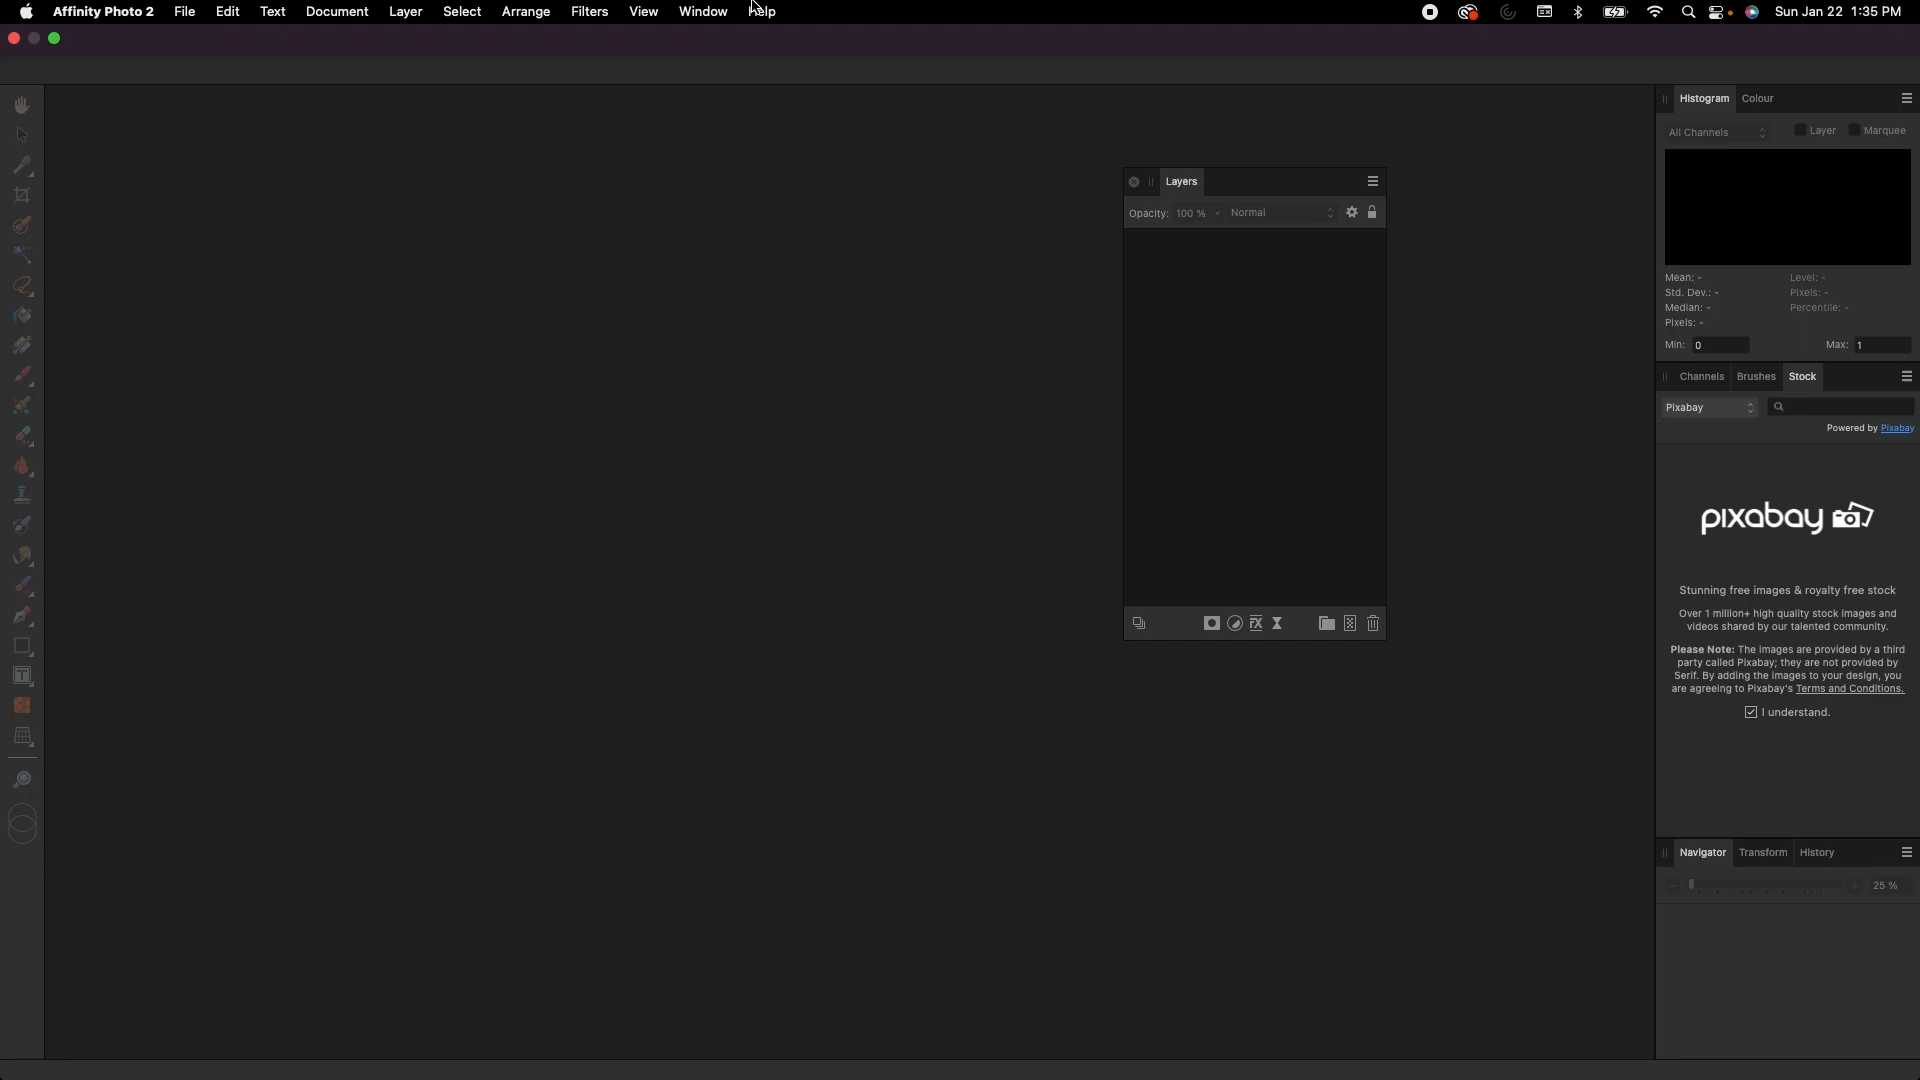 Affinity Photo 2 File Edit Text Document Layer Select Arrange Filters View Window Help Sun Jan 22 1:35 PM
Histogram Colour
All Channels Layer Marquee
Mean: - Level: -
Std. Dev.: - Pixels: -
Median: - Percentile: -
Pixels: -
Min: 0 Max: 1
Layers
Opacity: 100 % Normal
Channels Brushes Stock
Pixabay
Powered by Pixabay
pixabay
Stunning free images & royalty free stock
Over 1 million+ high quality stock images and
videos shared by our talented community.
Please Note: The images are provided by a third
party called Pixabay; they are not provided by
Serif. By adding the images to your design, you
are agreeing to Pixabay's Terms and Conditions.
I understand.
Navigator Transform History
25 %